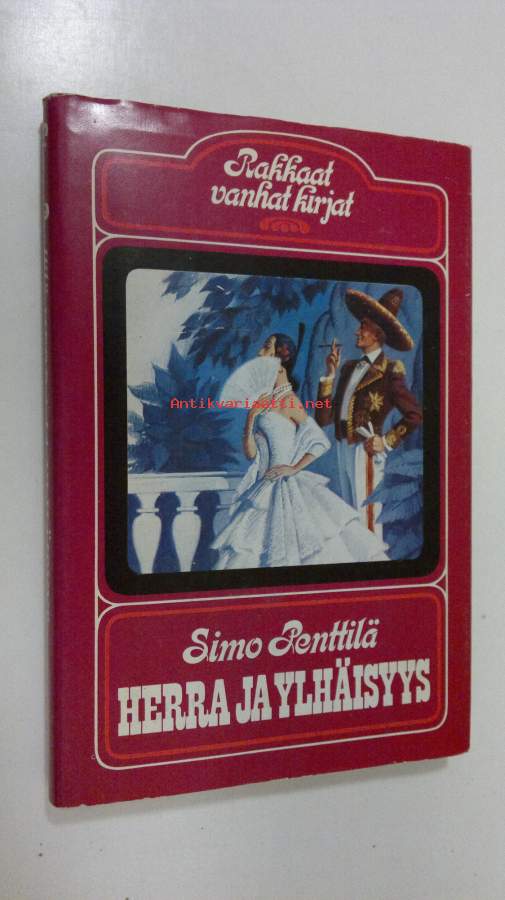 Rakkaat
vanhat kirjat
Antikvariaatti.net
Simo Penttilä
HERRA JA YLHÄISYYS